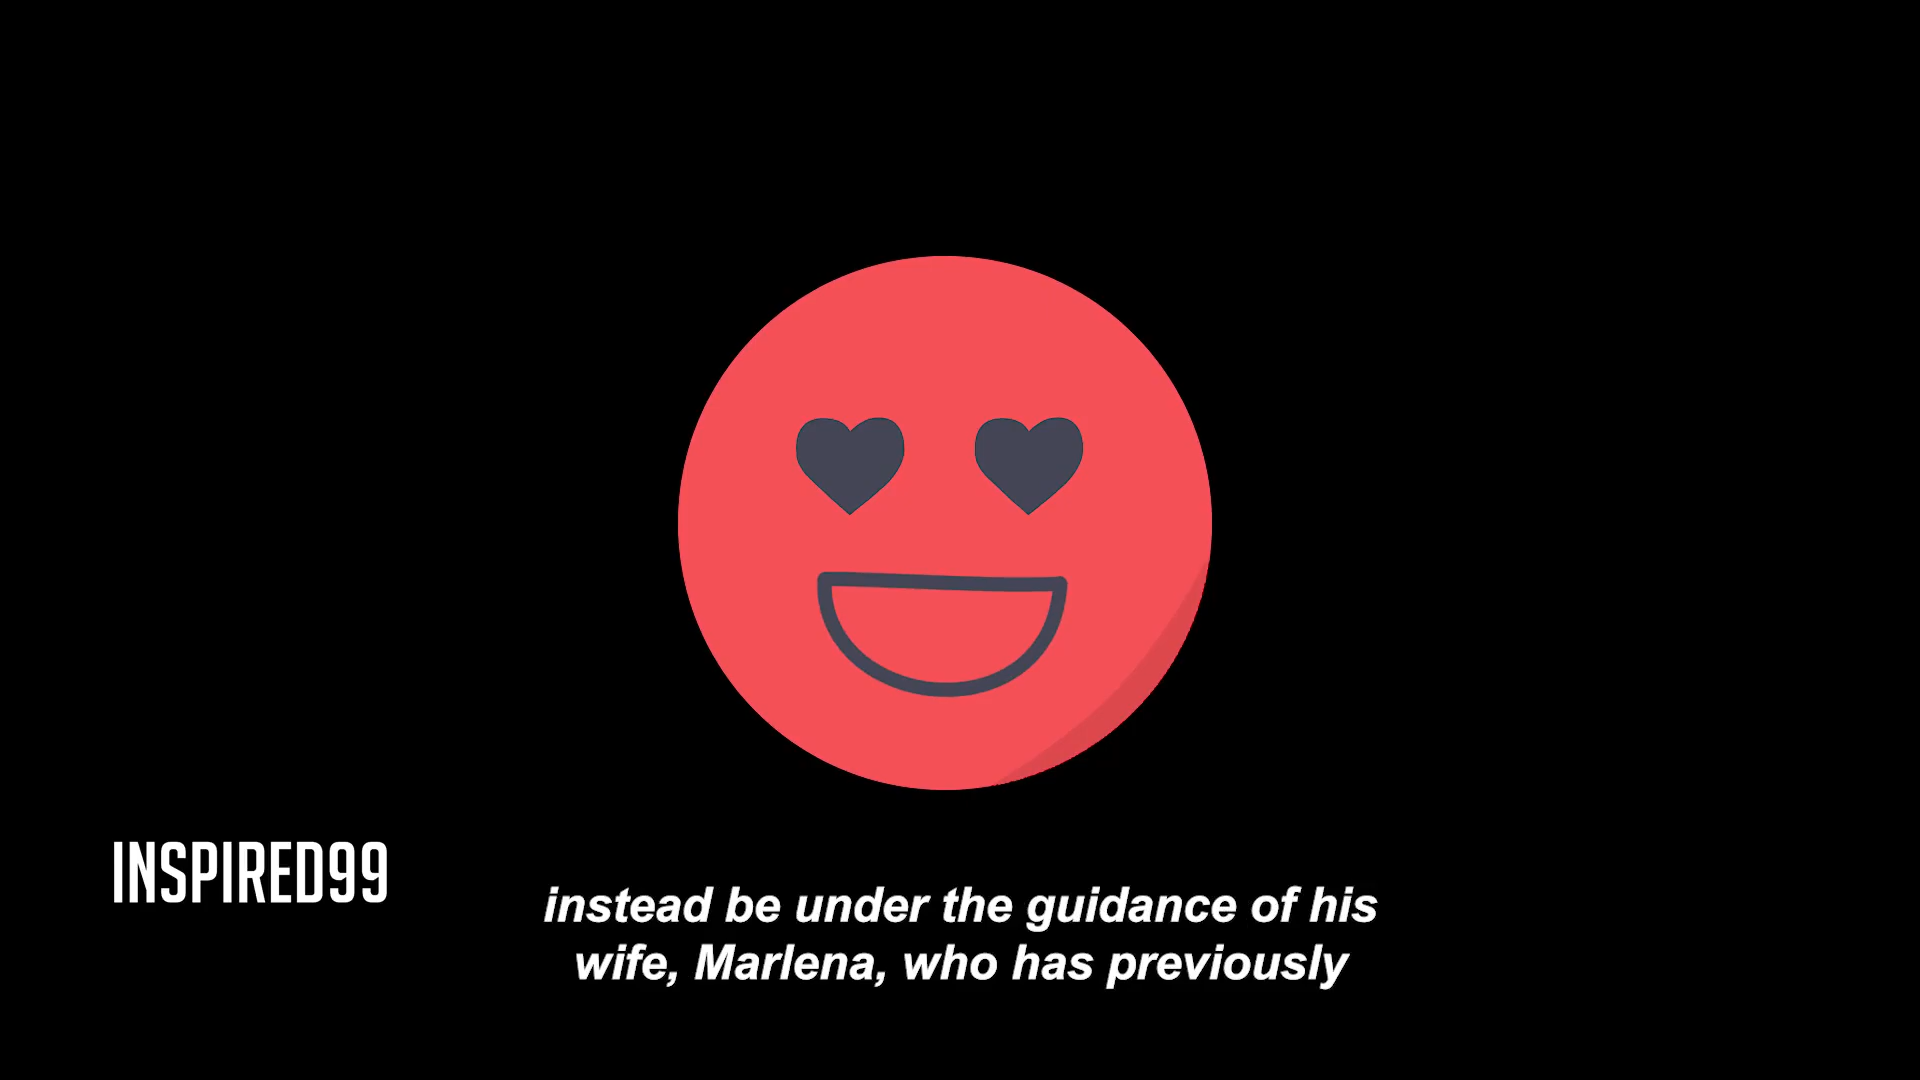 INSPIRED99
instead be under the guidance of his
wife, Marlena, who has previously